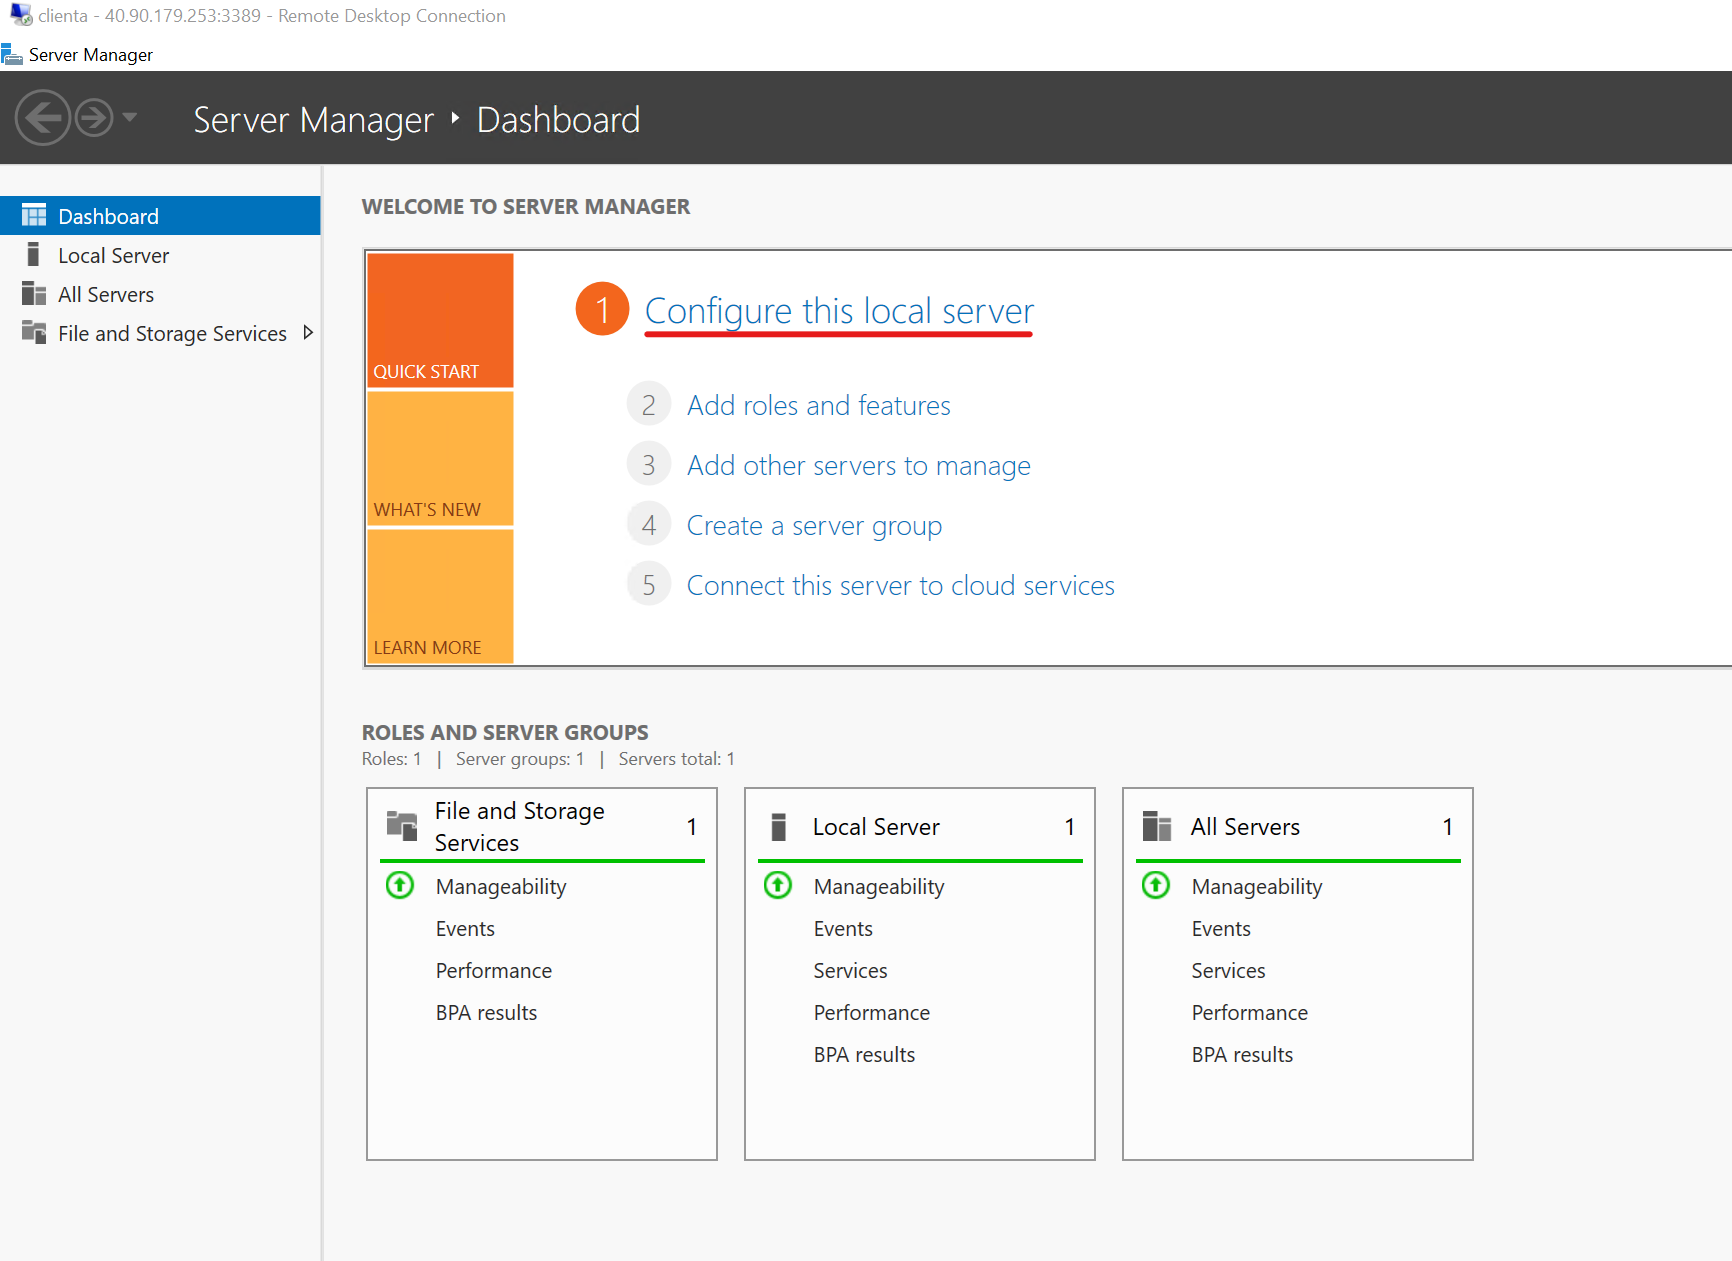 clienta - 40.90.179.253:3389 - Remote Desktop Connection
Server Manager
Server Manager ‣ Dashboard
Dashboard
Local Server
All Servers
File and Storage Services
WELCOME TO SERVER MANAGER
QUICK START
WHAT'S NEW
LEARN MORE
1 Configure this local server
2 Add roles and features
3 Add other servers to manage
4 Create a server group
5 Connect this server to cloud services
ROLES AND SERVER GROUPS
Roles: 1 | Server groups: 1 | Servers total: 1
File and Storage
Services 1
Manageability
Events
Performance
BPA results
Local Server 1
Manageability
Events
Services
Performance
BPA results
All Servers 1
Manageability
Events
Services
Performance
BPA results